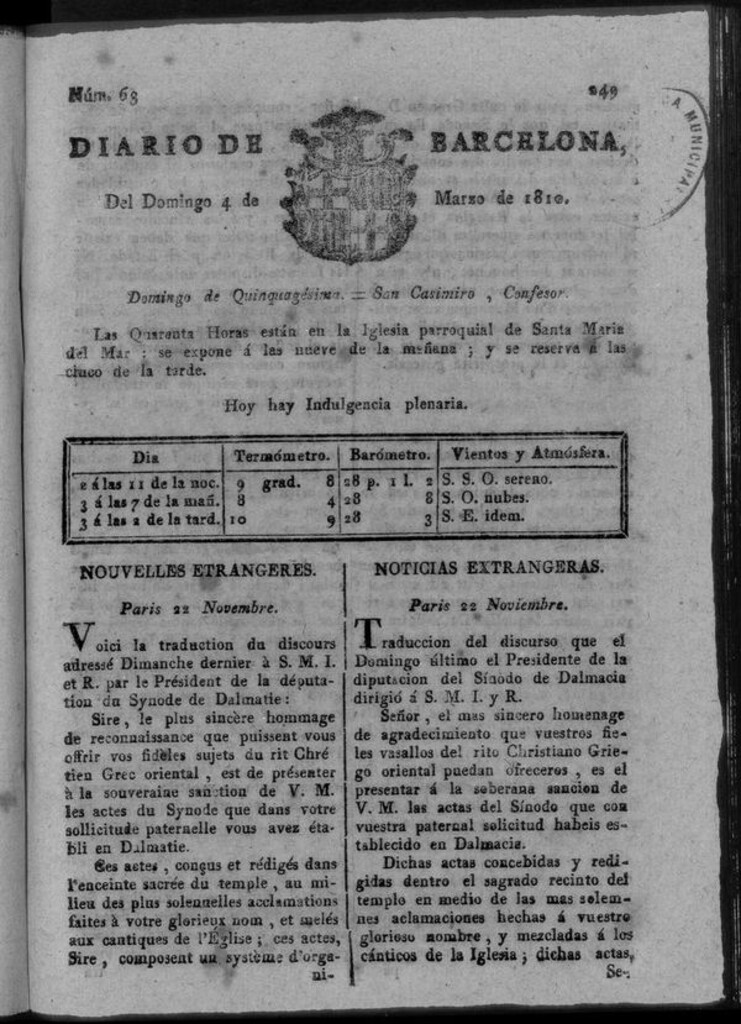 Núm. 63
249
A MUNICIPAL
DIARIO DE BARCELONA,
Del Domingo 4 de Marzo de 1810.
Domingo de Quinquagésima. = San Casimiro , Confesor.
Las Quarenta Horas están en la Iglesia parroquial de Santa Maria
del Mar : se expone á las nueve de la mañana ; y se reserva á las
cinco de la tarde.
Hoy hay Indulgencia plenaria.
Dia Termómetro. Barómetro. Vientos y Atmósfera.
2 á las 11 de la noc. 9 grad. 8 28 p. 1 l. 2 S. S. O. sereno.
3 á las 7 de la mañ. 8 4 28 8 S. O. nubes.
3 á las 2 de la tard. 10 9 28 3 S. E. idem.
NOUVELLES ETRANGERES.
Paris 22 Novembre.
Voici la traduction du discours
adressé Dimanche dernier à S. M. I.
et R. par le Président de la députa-
tion du Synode de Dalmatie :
Sire, le plus sincère hommage
de reconnaissance que puissent vous
offrir vos fidèles sujets du rit Chré
tien Grec oriental , est de présenter
à la souveraine sanction de V. M.
les actes du Synode que dans votre
sollicitude paternelle vous avez éta-
bli en Dalmatie.
Ces actes , conçus et rédigés dans
l'enceinte sacrée du temple , au mi-
lieu des plus solennelles acclamations
faites à votre glorieux nom , et melés
aux cantiques de l'Église ; ces actes,
Sire , composent un système d'orga-
ni-
NOTICIAS EXTRANGERAS.
Paris 22 Noviembre.
Traduccion del discurso que el
Domingo último el Presidente de la
diputacion del Sínodo de Dalmacia
dirigió á S. M. I. y R.
Señor , el mas sincero homenage
de agradecimiento que vuestros fie-
les vasallos del rito Christiano Grie-
go oriental puedan ofreceros , es el
presentar á la soberana sancion de
V. M. las actas del Sínodo que con
vuestra paternal solicitud habeis es-
tablecido en Dalmacia.
Dichas actas concebidas y redi-
gidas dentro el sagrado recinto del
templo en medio de las mas solem-
nes aclamaciones hechas á vuestro
glorioso nombre , y mezcladas á los
cánticos de la Iglesia ; dichas actas,
Se-